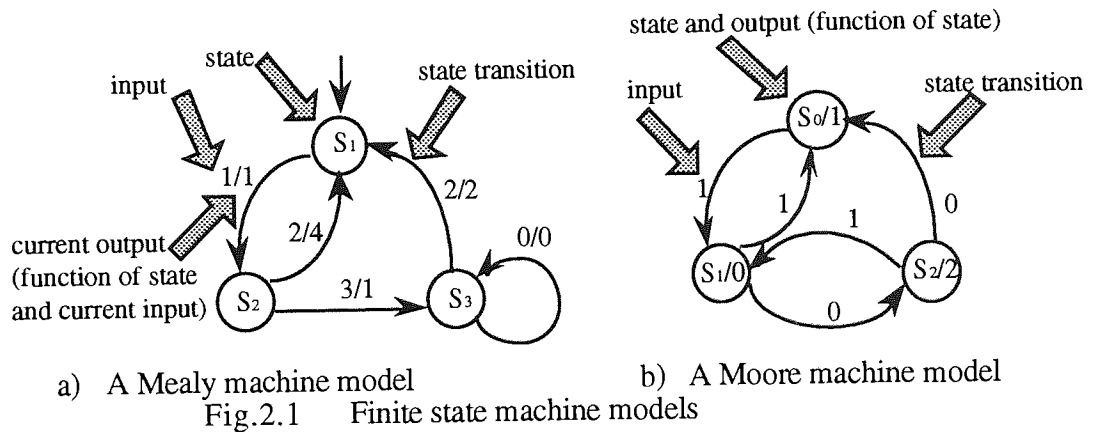 state and output (function of state)
state
input
state transition
input
state transition
S1
S0/1
1/1
2/2
1
1
0
2/4
0/0
1
current output
(function of state
and current input)
S2
3/1
S3
S1/0
S2/2
0
a) A Mealy machine model
b) A Moore machine model
Fig.2.1 Finite state machine models